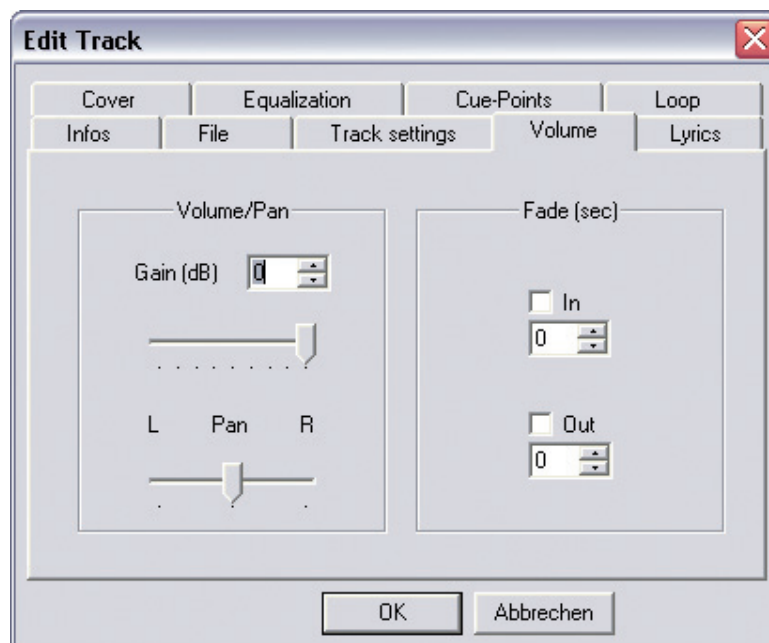 Edit Track
Cover Equalization Cue-Points Loop
Infos File Track settings Volume Lyrics
Volume/Pan
Gain (dB) 0
L Pan R
Fade (sec)
In
0
Out
0
OK Abbrechen